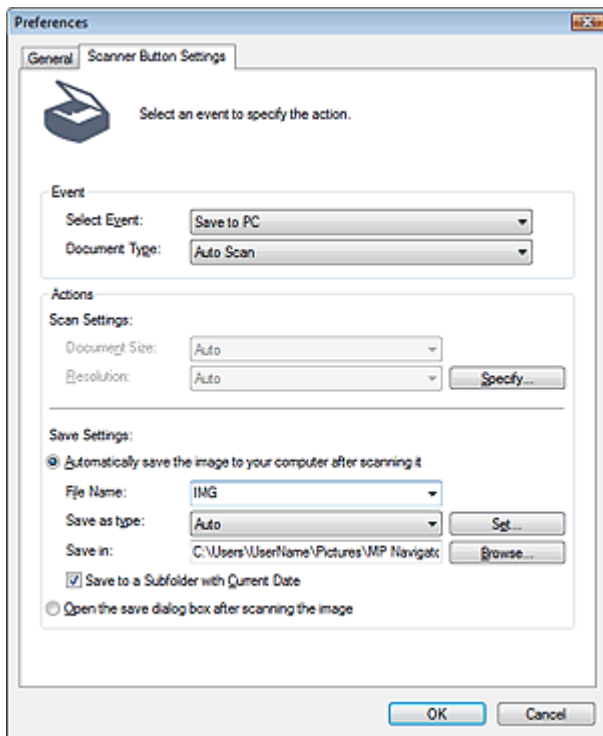 Preferences
General Scanner Button Settings
Select an event to specify the action.
Event
Select Event: Save to PC
Document Type: Auto Scan
Actions
Scan Settings:
Document Size: Auto
Resolution: Auto Specify...
Save Settings:
Automatically save the image to your computer after scanning it
File Name: IMG
Save as type: Auto Set...
Save in: C:\Users\UserName\Pictures\MP Navigato Browse...
Save to a Subfolder with Current Date
Open the save dialog box after scanning the image
OK Cancel